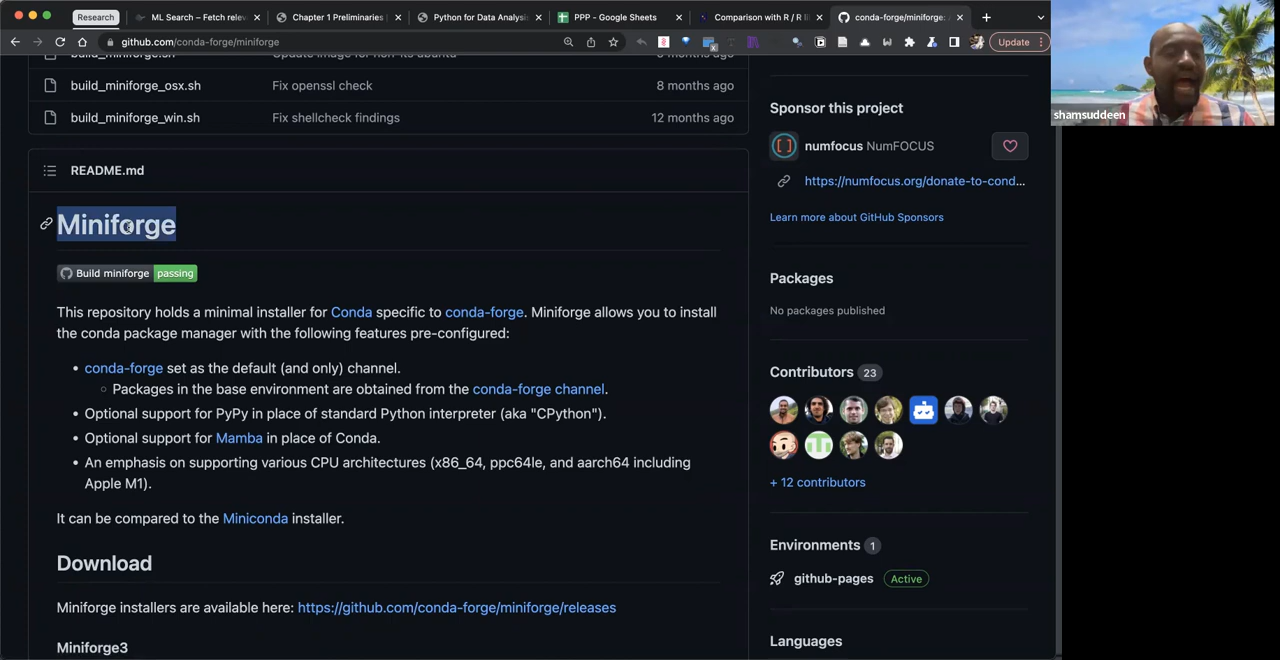 Research
ML Search – Fetch relev
Chapter 1 Preliminaries
Python for Data Analysis
PPP - Google Sheets
Comparison with R / R li
conda-forge/miniforge:
github.com/conda-forge/miniforge
Update
shamsuddeen
build_miniforge_osx.sh
Fix openssl check
8 months ago
build_miniforge_win.sh
Fix shellcheck findings
12 months ago
README.md
Miniforge
Build miniforge passing
This repository holds a minimal installer for Conda specific to conda-forge. Miniforge allows you to install
the conda package manager with the following features pre-configured:
conda-forge set as the default (and only) channel.
Packages in the base environment are obtained from the conda-forge channel.
Optional support for PyPy in place of standard Python interpreter (aka "CPython").
Optional support for Mamba in place of Conda.
An emphasis on supporting various CPU architectures (x86_64, ppc64le, and aarch64 including
Apple M1).
It can be compared to the Miniconda installer.
Download
Miniforge installers are available here: https://github.com/conda-forge/miniforge/releases
Miniforge3
Sponsor this project
numfocus NumFOCUS
https://numfocus.org/donate-to-cond...
Learn more about GitHub Sponsors
Packages
No packages published
Contributors 23
+ 12 contributors
Environments 1
github-pages Active
Languages